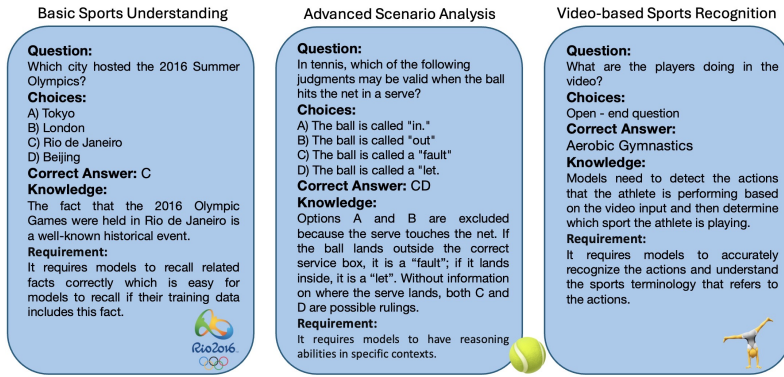 Basic Sports Understanding
Question:
Which city hosted the 2016 Summer
Olympics?
Choices:
A) Tokyo
B) London
C) Rio de Janeiro
D) Beijing
Correct Answer: C
Knowledge:
The fact that the 2016 Olympic
Games were held in Rio de Janeiro is
a well-known historical event.
Requirement:
It requires models to recall related
facts correctly which is easy for
models to recall if their training data
includes this fact.
Rio2016
Advanced Scenario Analysis
Question:
In tennis, which of the following
judgments may be valid when the ball
hits the net in a serve?
Choices:
A) The ball is called "in."
B) The ball is called "out"
C) The ball is called a "fault"
D) The ball is called a "let.
Correct Answer: CD
Knowledge:
Options A and B are excluded
because the serve touches the net. If
the ball lands outside the correct
service box, it is a “fault”; if it lands
inside, it is a “let”. Without information
on where the serve lands, both C and
D are possible rulings.
Requirement:
It requires models to have reasoning
abilities in specific contexts.
Video-based Sports Recognition
Question:
What are the players doing in the
video?
Choices:
Open - end question
Correct Answer:
Aerobic Gymnastics
Knowledge:
Models need to detect the actions
that the athlete is performing based
on the video input and then determine
which sport the athlete is playing.
Requirement:
It requires models to accurately
recognize the actions and understand
the sports terminology that refers to
the actions.